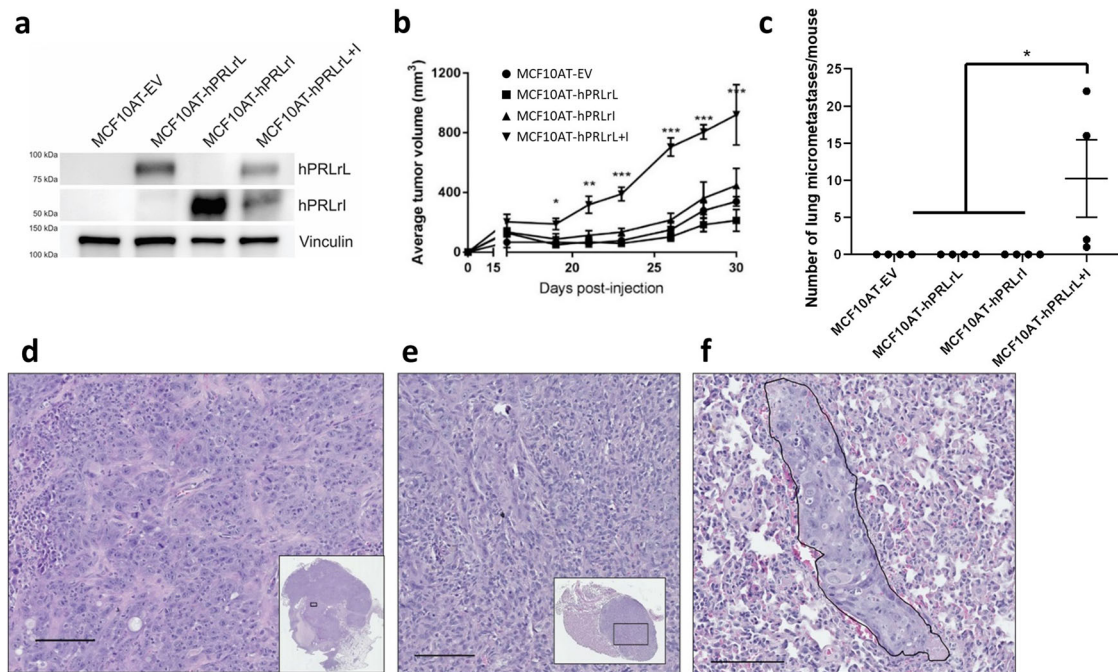 a
MCF10AT-EV
MCF10AT-hPRLrL
MCF10AT-hPRLrI
MCF10AT-hPRLrL+I
100 kDa
75 kDa
hPRLrL
50 kDa
hPRLrI
150 kDa
100 kDa
Vinculin
b
Average tumor volume (mm³)
1200
800
400
0
0
15
20
25
30
Days post-injection
MCF10AT-EV
MCF10AT-hPRLrL
MCF10AT-hPRLrI
MCF10AT-hPRLrL+I
*
**
***
***
***
***
c
Number of lung micrometastases/mouse
25
20
15
10
5
0
*
MCF10AT-EV
MCF10AT-hPRLrL
MCF10AT-hPRLrI
MCF10AT-hPRLrL+I
d
e
f